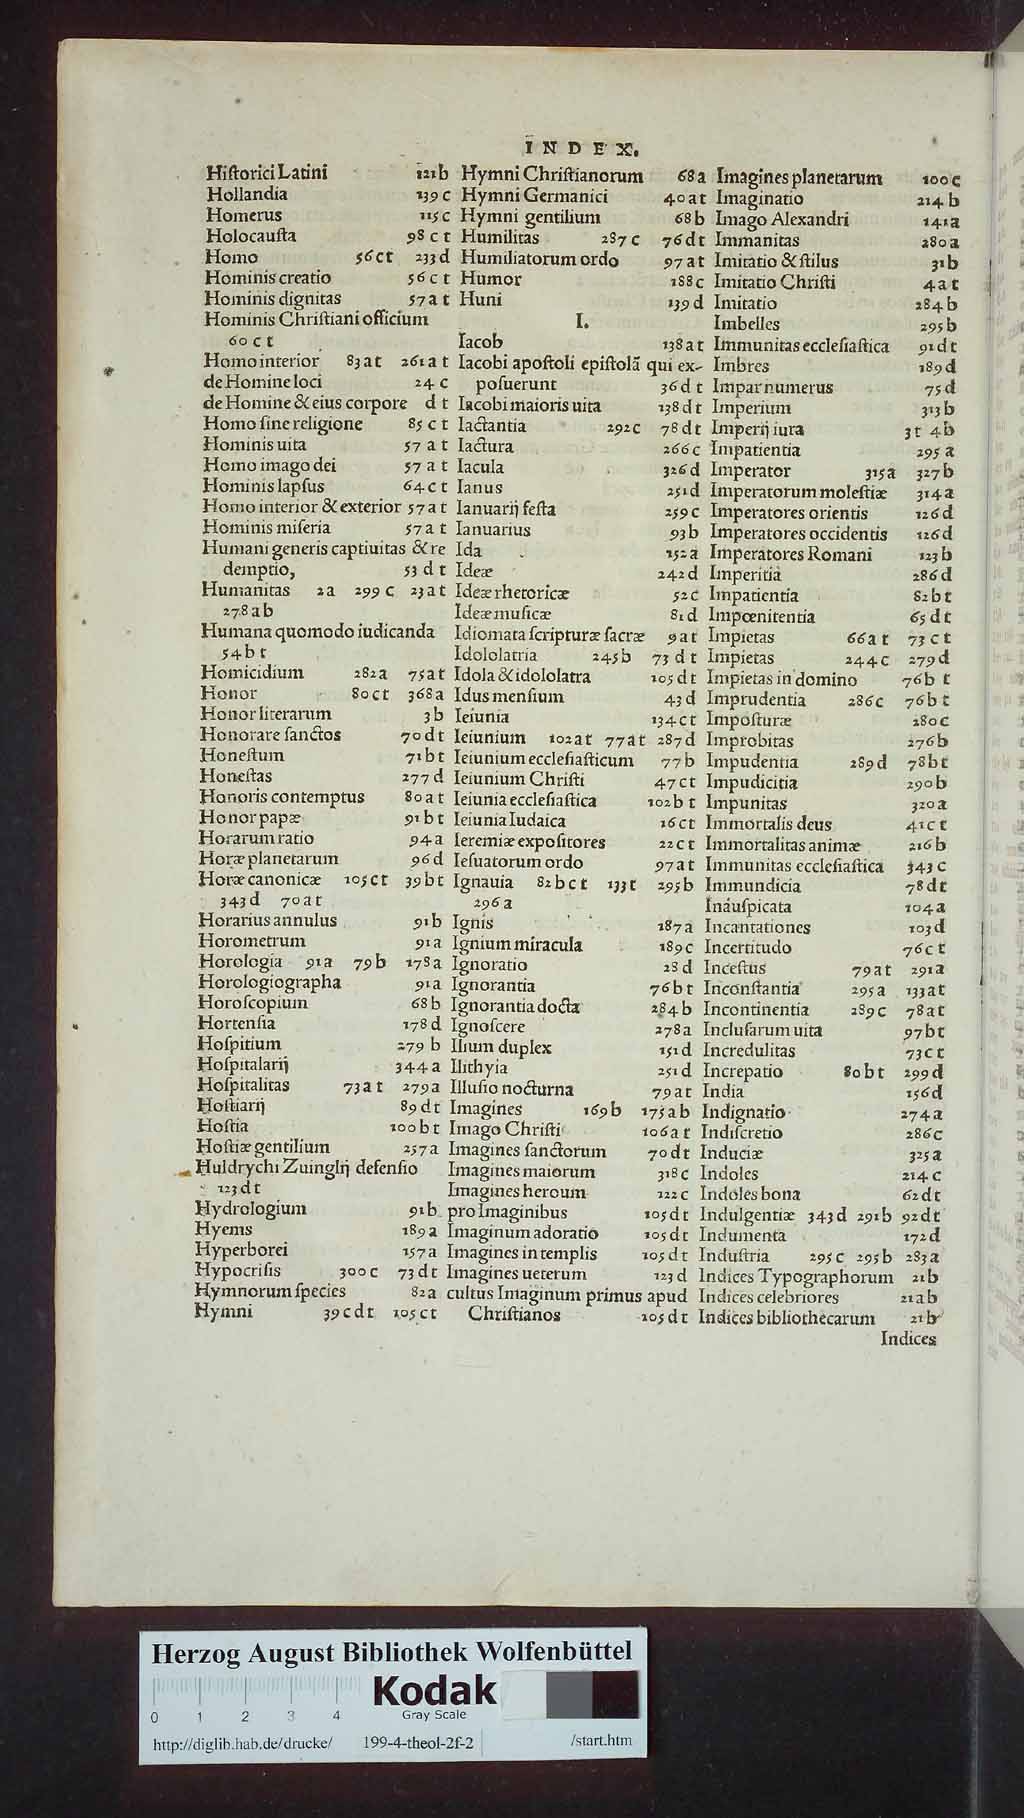 INDEX.
Hiſtorici Latini 121b
Hollandia 139c
Homerus 115c
Holocauſta 98ct
Homo 56ct 233d
Hominis creatio 56ct
Hominis dignitas 57at
Hominis Chriſtiani officium
60ct
Homo interior 83at 261at
de Homine loci 24c
de Homine & eius corpore dt
Homo ſine religione 85ct
Hominis uita 57at
Homo imago dei 57at
Hominis lapſus 64ct
Homo interior & exterior 57at
Hominis miſeria 57at
Humani generis captiuitas & re
demptio, 53dt
Humanitas 2a 299c 23at
278ab
Humana quomodo iudicanda
54bt
Homicidium 282a 75at
Honor 80ct 368a
Honor literarum 3b
Honorare ſanctos 70dt
Honeſtum 71bt
Honeſtas 277d
Honoris contemptus 80at
Honor papæ 91bt
Horarum ratio 94a
Horæ planetarum 96d
Horæ canonicæ 105ct 39bt
343d 70at
Horarius annulus 91b
Horometrum 91a
Horologia 91a 79b 178a
Horologiographa 91a
Horoſcopium 68b
Hortenſia 178d
Hoſpitium 279b
Hoſpitalarij 344a
Hoſpitalitas 73at 279a
Hoſtiarij 89dt
Hoſtia 100bt
Hoſtiæ gentilium 257a
Huldrychi Zuinglij defenſio
123dt
Hydrologium 91b
Hyems 189a
Hyperborei 157a
Hypocriſis 300c 73dt
Hymnorum ſpecies 82a
Hymni 39cdt 105ct
Hymni Chriſtianorum 68a
Hymni Germanici 40at
Hymni gentilium 68b
Humilitas 287c 76dt
Humiliatorum ordo 97at
Humor 188c
Huni 139d
I.
Iacob 138at
Iacobi apoſtoli epiſtolã qui ex-
poſuerunt 36dt
Iacobi maioris uita 138dt
Iactantia 292c 78dt
Iactura 266c
Iacula 326d
Ianus 251d
Ianuarij feſta 259c
Ianuarius 93b
Ida 152a
Ideæ 242d
Ideæ rhetoricæ 52c
Ideæ muſicæ 81d
Idiomata ſcripturæ ſacræ 9at
Idololatria 245b 73dt
Idola & idololatra 105dt
Idus menſium 43d
Ieiunia 134ct
Ieiunium 102at 77at 287d
Ieiunium eccleſiaſticum 77b
Ieiunium Chriſti 47ct
Ieiunia eccleſiaſtica 102bt
Ieiunia Iudaica 16ct
Ieremiæ expoſitores 22ct
Ieſuatorum ordo 97at
Ignauia 82bct 133t 295b
296a
Ignis 187a
Ignium miracula 189c
Ignoratio 28d
Ignorantia 76bt
Ignorantia docta 284b
Ignoſcere 278a
Ilium duplex 151d
Ilithyia 251d
Illuſio nocturna 79at
Imagines 169b 175ab
Imago Chriſti 106at
Imagines ſanctorum 70dt
Imagines maiorum 318c
Imagines heroum 122c
pro Imaginibus 105dt
Imaginum adoratio 105dt
Imagines in templis 105dt
Imagines ueterum 123d
cultus Imaginum primus apud
Chriſtianos 105dt
Imagines planetarum 100c
Imaginatio 214b
Imago Alexandri 141a
Immanitas 280a
Imitatio & ſtilus 31b
Imitatio Chriſti 4at
Imitatio 284b
Imbelles 295b
Immunitas eccleſiaſtica 91dt
Imbres 189d
Impar numerus 75d
Imperium 313b
Imperij iura 3t 4b
Impatientia 295a
Imperator 315a 327b
Imperatorum moleſtiæ 314a
Imperatores orientis 126d
Imperatores occidentis 126d
Imperatores Romani 123b
Imperitia 286d
Impatientia 82bt
Impœnitentia 65dt
Impietas 66at 73ct
Impietas 244c 279d
Impietas in domino 76bt
Imprudentia 286c 76bt
Impoſturæ 280c
Improbitas 276b
Impudentia 289d 78bt
Impudicitia 290b
Impunitas 320a
Immortalis deus 41ct
Immortalitas animæ 216b
Immunitas eccleſiaſtica 343c
Immundicia 78dt
Inauſpicata 104a
Incantationes 103d
Incertitudo 76ct
Inceſtus 79at 291a
Inconſtantia 295a 133at
Incontinentia 289c 78at
Incluſarum uita 97bt
Incredulitas 73ct
Increpatio 80bt 299d
India 156d
Indignatio 274a
Indiſcretio 286c
Induciæ 325a
Indoles 214c
Indoles bona 62dt
Indulgentiæ 343d 291b 92dt
Indumenta 172d
Induſtria 295c 295b 283a
Indices Typographorum 21b
Indices celebriores 21ab
Indices bibliothecarum 21b
Indices
Herzog August Bibliothek Wolfenbüttel
Kodak
Gray Scale
0 1 2 3 4
http://diglib.hab.de/drucke/ 199-4-theol-2f-2 /start.htm